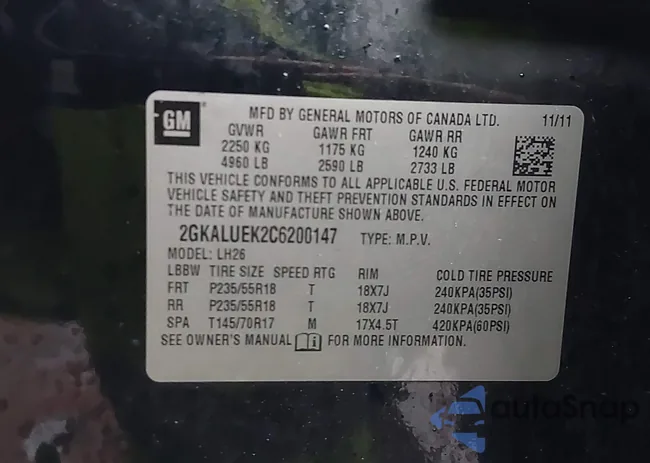 GM
MFD BY GENERAL MOTORS OF CANADA LTD. 11/11
GVWR GAWR FRT GAWR RR
2250 KG 1175 KG 1240 KG
4960 LB 2590 LB 2733 LB
THIS VEHICLE CONFORMS TO ALL APPLICABLE U.S. FEDERAL MOTOR
VEHICLE SAFETY AND THEFT PREVENTION STANDARDS IN EFFECT ON
THE DATE OF MANUFACTURE SHOWN ABOVE.
2GKALUEK2C6200147 TYPE: M.P.V.
MODEL: LH26
LBBW TIRE SIZE SPEED RTG RIM COLD TIRE PRESSURE
FRT P235/55R18 T 18X7J 240KPA(35PSI)
RR P235/55R18 T 18X7J 240KPA(35PSI)
SPA T145/70R17 M 17X4.5T 420KPA(60PSI)
SEE OWNER'S MANUAL i FOR MORE INFORMATION.
autoSnap